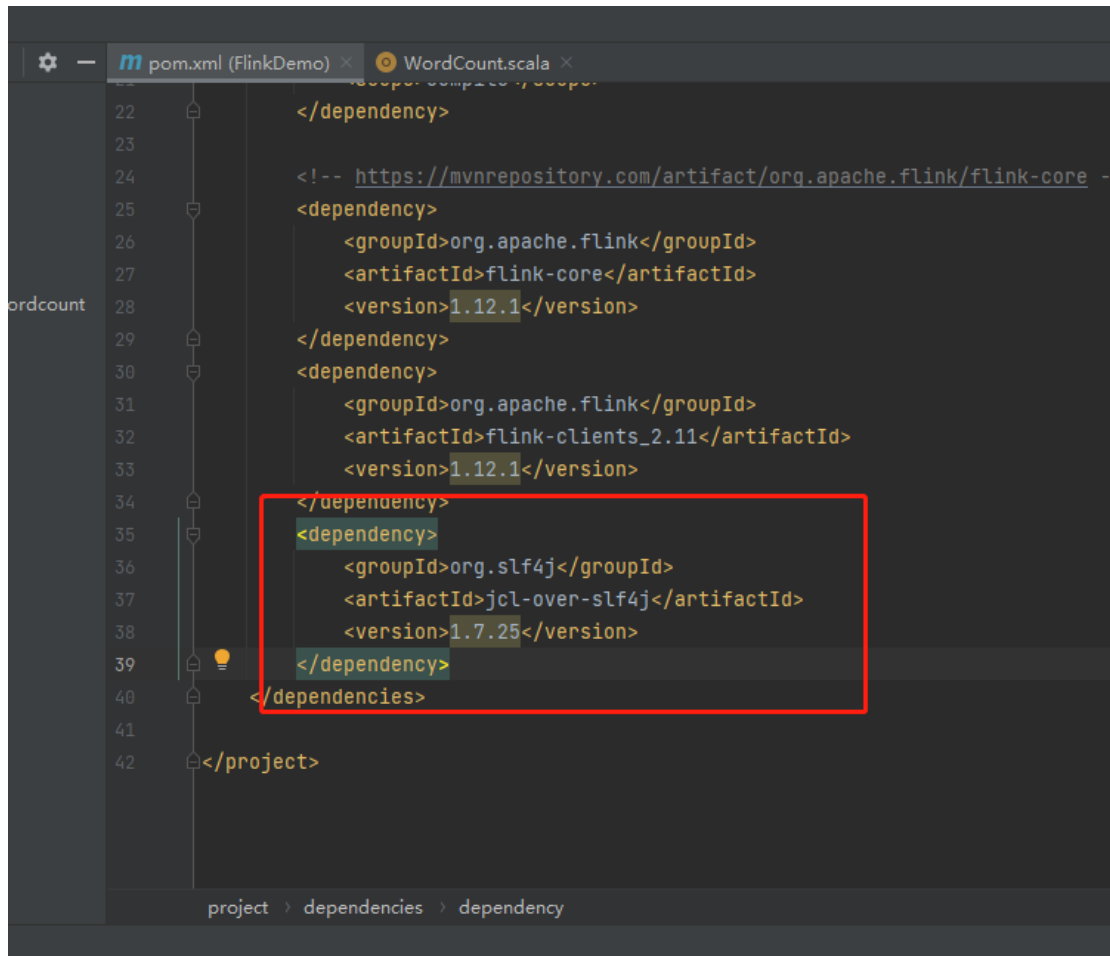 m pom.xml (FlinkDemo) × WordCount.scala ×
22 </dependency>
23
24 <!-- https://mvnrepository.com/artifact/org.apache.flink/flink-core -
25 <dependency>
26 <groupId>org.apache.flink</groupId>
27 <artifactId>flink-core</artifactId>
ordcount 28 <version>1.12.1</version>
29 </dependency>
30 <dependency>
31 <groupId>org.apache.flink</groupId>
32 <artifactId>flink-clients_2.11</artifactId>
33 <version>1.12.1</version>
34 </dependency>
35 <dependency>
36 <groupId>org.slf4j</groupId>
37 <artifactId>jcl-over-slf4j</artifactId>
38 <version>1.7.25</version>
39 </dependency>
40 </dependencies>
41
42 </project>
project › dependencies › dependency